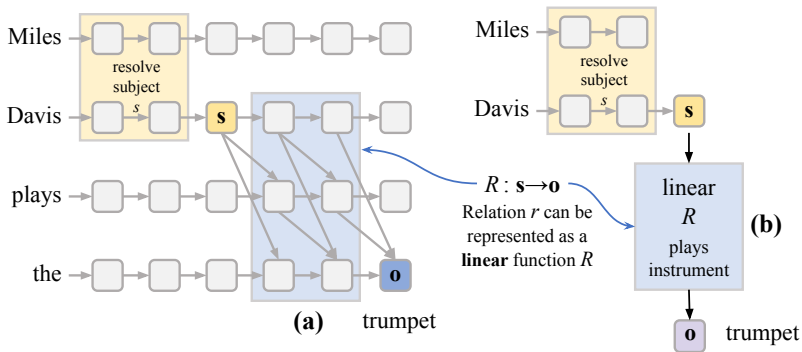 Miles
resolve
subject
s
Davis
s
plays
the
o
(a)
trumpet
R : s→o
Relation r can be
represented as a
linear function R
Miles
resolve
subject
s
Davis
s
linear
R
plays
instrument
(b)
o
trumpet